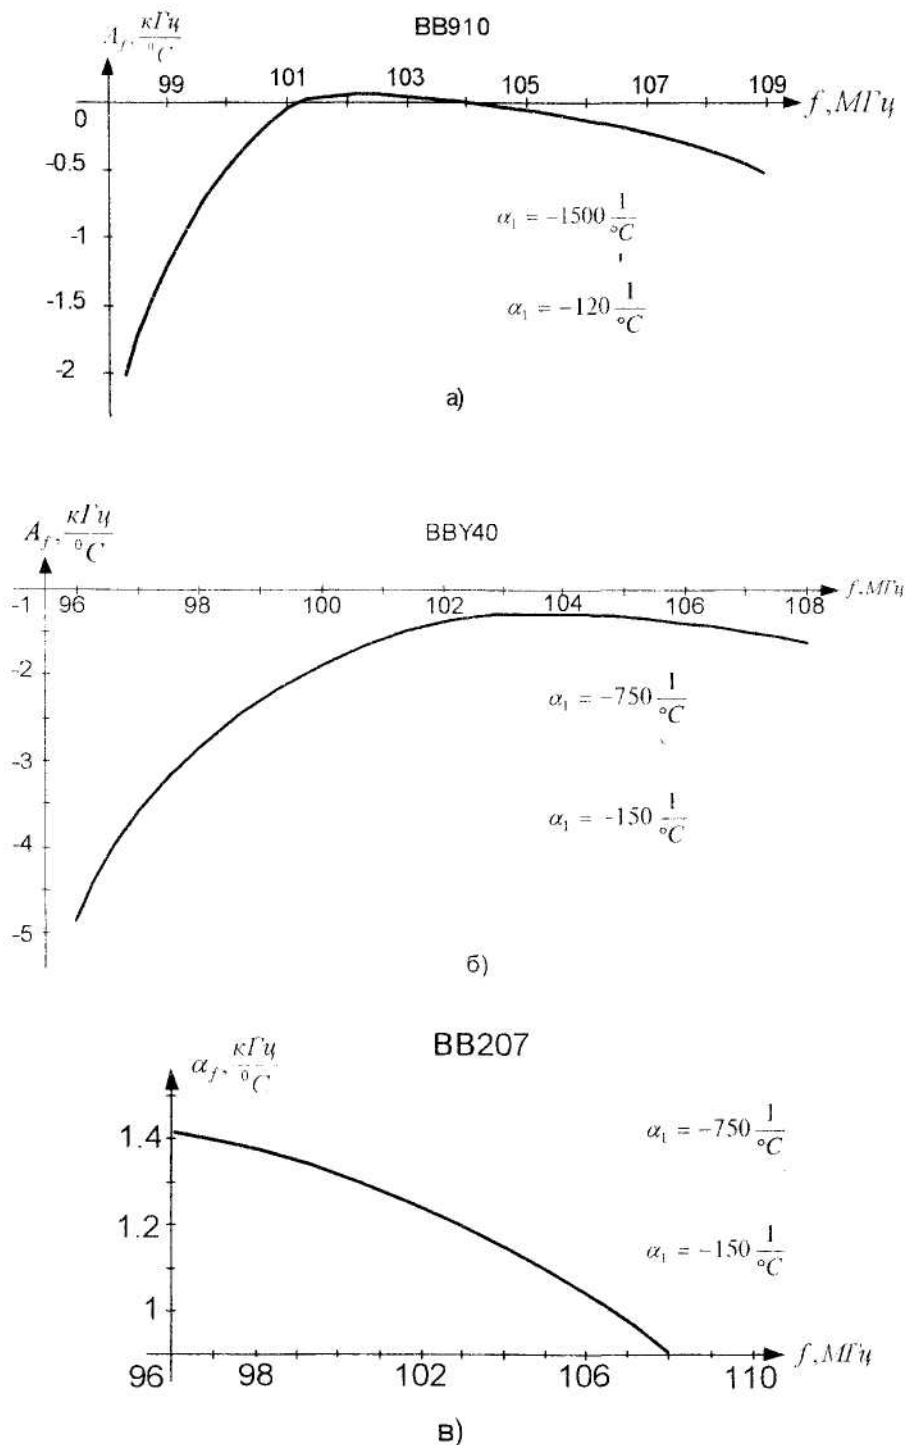 BB910
A_f, кГц/⁰C
99 101 103 105 107 109
f, МГц
0
-0.5
α₁ = -1500 1/°C
-1
-1.5
α₁ = -120 1/°C
-2
а)
BBY40
A_f, кГц/⁰C
-1 96 98 100 102 104 106 108 f, МГц
-2
α₁ = -750 1/°C
-3
α₁ = -150 1/°C
-4
-5
б)
BB207
α_f, кГц/⁰C
1.4
α₁ = -750 1/°C
1.2
α₁ = -150 1/°C
1
96 98 102 106 110 f, МГц
в)